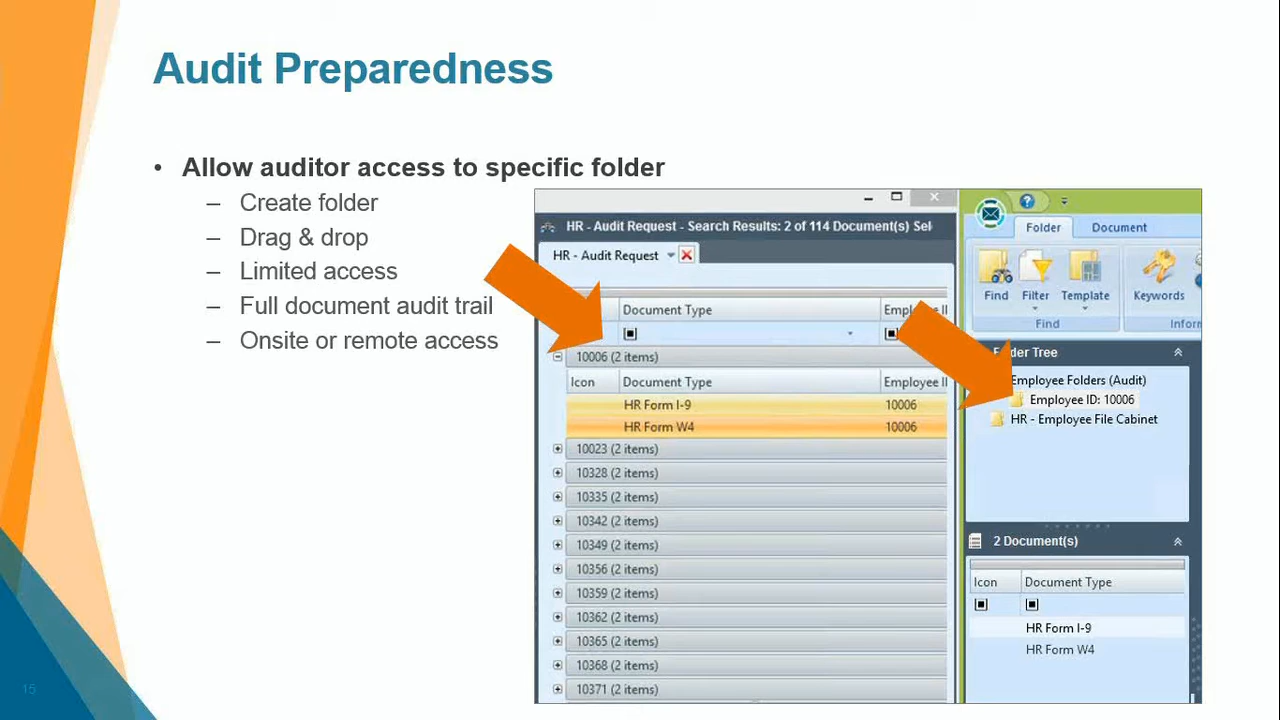 Audit Preparedness
• Allow auditor access to specific folder
– Create folder
– Drag & drop
– Limited access
– Full document audit trail
– Onsite or remote access
HR - Audit Request - Search Results: 2 of 114 Document(s) Sel
HR - Audit Request
Document Type
10006 (2 items)
Icon Document Type Employee I
HR Form I-9 10006
HR Form W4 10006
10023 (2 items)
10328 (2 items)
10335 (2 items)
10342 (2 items)
10349 (2 items)
10356 (2 items)
10359 (2 items)
10362 (2 items)
10365 (2 items)
10368 (2 items)
10371 (2 items)
Folder Document
Find Filter Template Keywords
Find Inforn
Tree
Employee Folders (Audit)
Employee ID: 10006
HR - Employee File Cabinet
2 Document(s)
Icon Document Type
HR Form I-9
HR Form W4
15